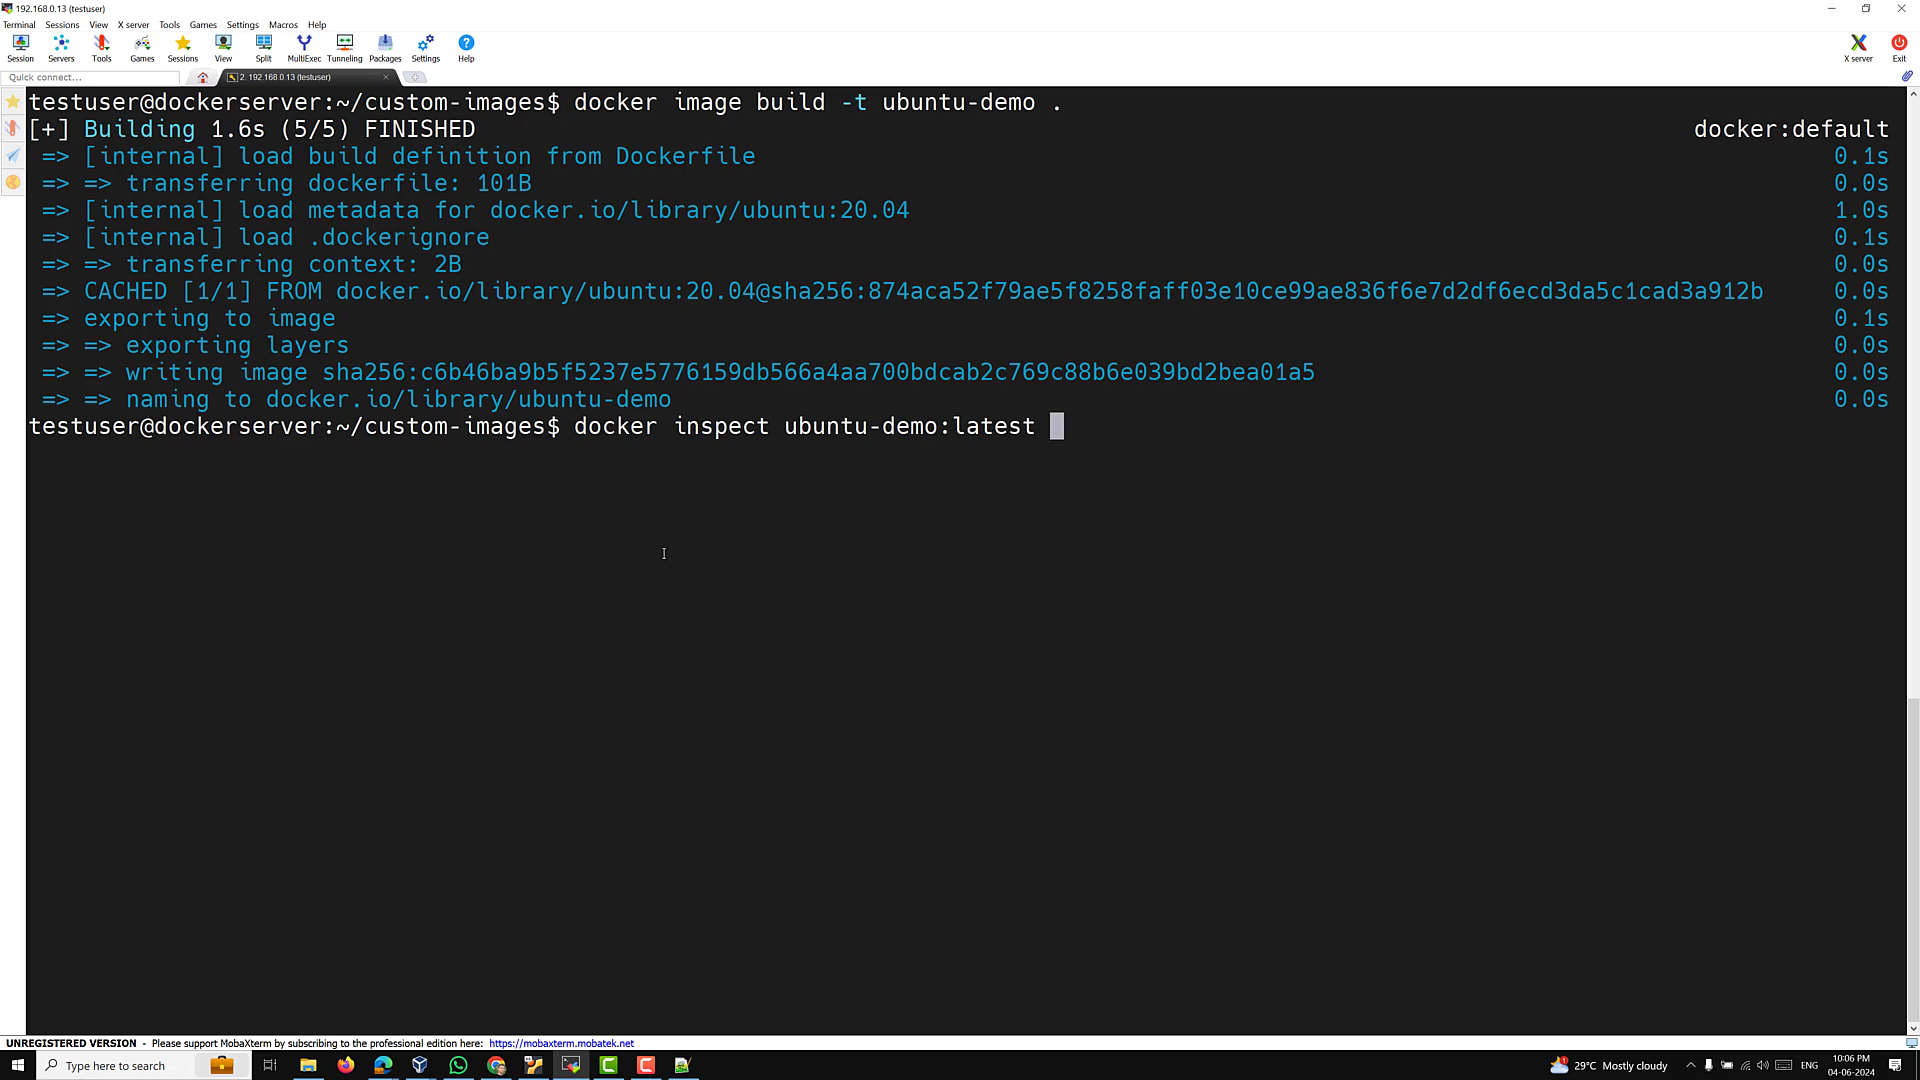 192.168.0.13 (testuser)
Terminal Sessions View X server Tools Games Settings Macros Help
Session Servers Tools Games Sessions View Split MultiExec Tunneling Packages Settings Help X server Exit
Quick connect... 2. 192.168.0.13 (testuser)
testuser@dockerserver:~/custom-images$ docker image build -t ubuntu-demo .
[+] Building 1.6s (5/5) FINISHED docker:default
=> [internal] load build definition from Dockerfile 0.1s
=> => transferring dockerfile: 101B 0.0s
=> [internal] load metadata for docker.io/library/ubuntu:20.04 1.0s
=> [internal] load .dockerignore 0.1s
=> => transferring context: 2B 0.0s
=> CACHED [1/1] FROM docker.io/library/ubuntu:20.04@sha256:874aca52f79ae5f8258faff03e10ce99ae836f6e7d2df6ecd3da5c1cad3a912b 0.0s
=> exporting to image 0.1s
=> => exporting layers 0.0s
=> => writing image sha256:c6b46ba9b5f5237e5776159db566a4aa700bdcab2c769c88b6e039bd2bea01a5 0.0s
=> => naming to docker.io/library/ubuntu-demo 0.0s
testuser@dockerserver:~/custom-images$ docker inspect ubuntu-demo:latest
UNREGISTERED VERSION - Please support MobaXterm by subscribing to the professional edition here: https://mobaxterm.mobatek.net
Type here to search 29°C Mostly cloudy ENG 10:06 PM
04-06-2024